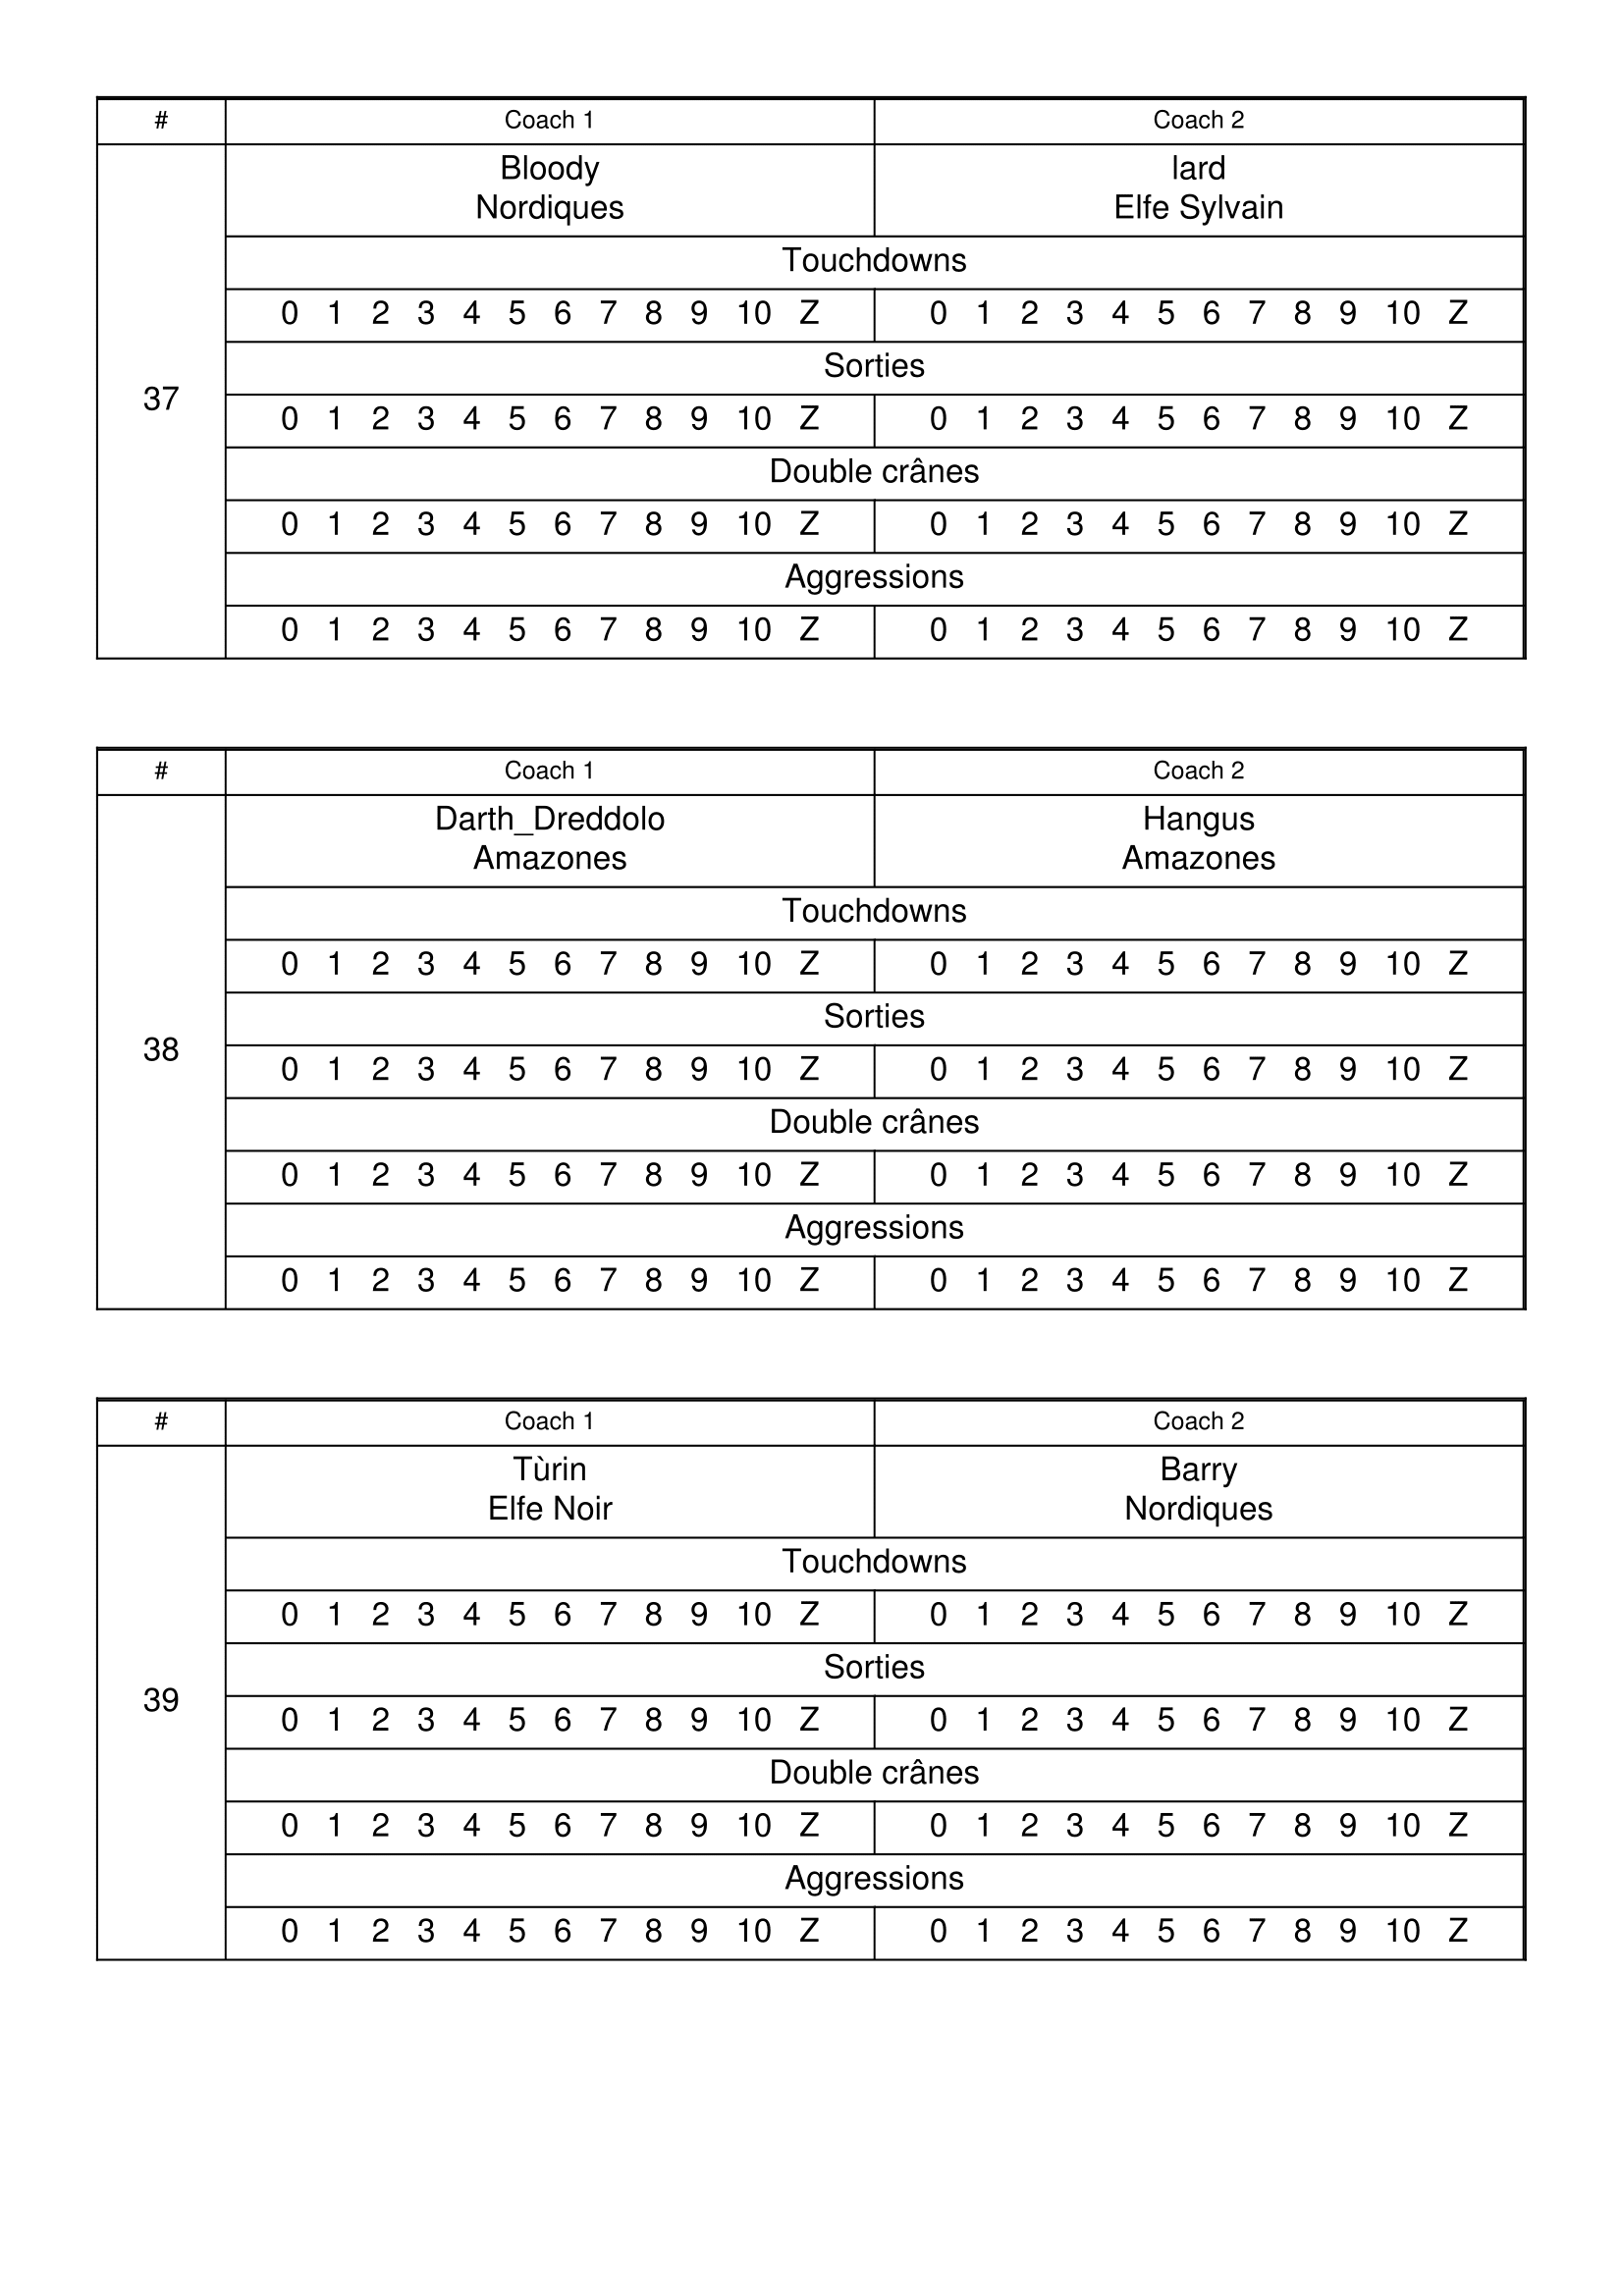 # Coach 1 Coach 2
Bloody lard
Nordiques Elfe Sylvain
Touchdowns
0 1 2 3 4 5 6 7 8 9 10 Z 0 1 2 3 4 5 6 7 8 9 10 Z
Sorties
37
0 1 2 3 4 5 6 7 8 9 10 Z 0 1 2 3 4 5 6 7 8 9 10 Z
Double crânes
0 1 2 3 4 5 6 7 8 9 10 Z 0 1 2 3 4 5 6 7 8 9 10 Z
Aggressions
0 1 2 3 4 5 6 7 8 9 10 Z 0 1 2 3 4 5 6 7 8 9 10 Z
# Coach 1 Coach 2
Darth_Dreddolo Hangus
Amazones Amazones
Touchdowns
0 1 2 3 4 5 6 7 8 9 10 Z 0 1 2 3 4 5 6 7 8 9 10 Z
Sorties
38
0 1 2 3 4 5 6 7 8 9 10 Z 0 1 2 3 4 5 6 7 8 9 10 Z
Double crânes
0 1 2 3 4 5 6 7 8 9 10 Z 0 1 2 3 4 5 6 7 8 9 10 Z
Aggressions
0 1 2 3 4 5 6 7 8 9 10 Z 0 1 2 3 4 5 6 7 8 9 10 Z
# Coach 1 Coach 2
Tùrin Barry
Elfe Noir Nordiques
Touchdowns
0 1 2 3 4 5 6 7 8 9 10 Z 0 1 2 3 4 5 6 7 8 9 10 Z
Sorties
39
0 1 2 3 4 5 6 7 8 9 10 Z 0 1 2 3 4 5 6 7 8 9 10 Z
Double crânes
0 1 2 3 4 5 6 7 8 9 10 Z 0 1 2 3 4 5 6 7 8 9 10 Z
Aggressions
0 1 2 3 4 5 6 7 8 9 10 Z 0 1 2 3 4 5 6 7 8 9 10 Z